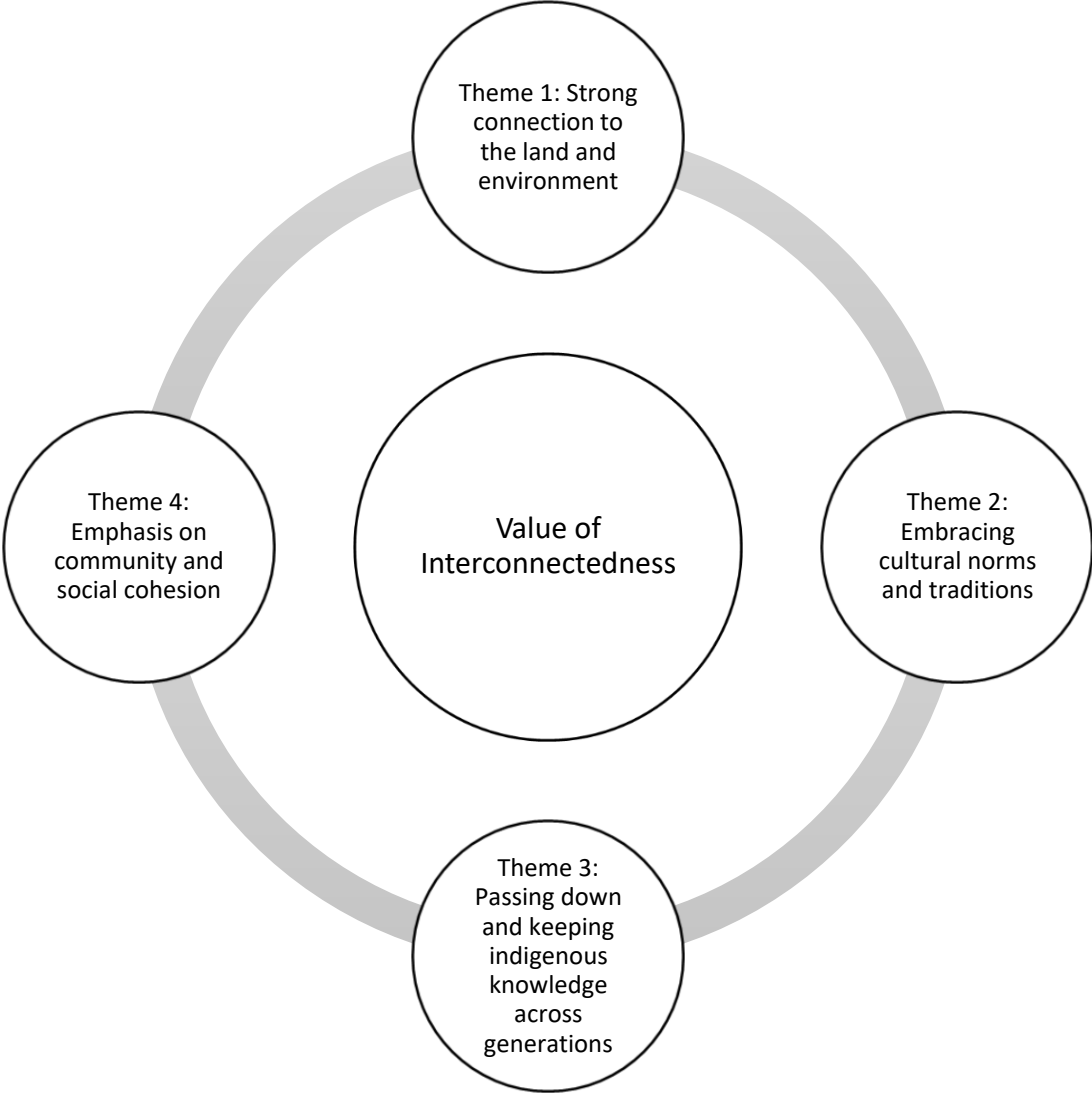 Theme 1: Strong
connection to
the land and
environment
Theme 2:
Embracing
cultural norms
and traditions
Theme 3:
Passing down
and keeping
indigenous
knowledge
across
generations
Theme 4:
Emphasis on
community and
social cohesion
Value of
Interconnectedness